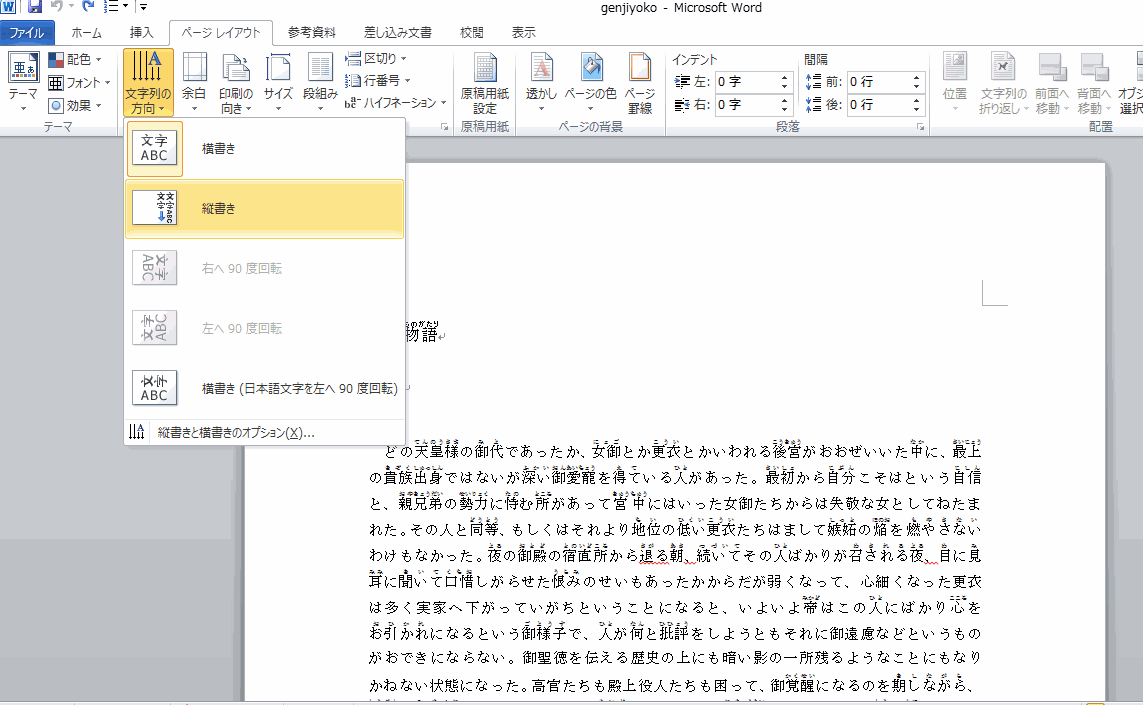 genjiyoko - Microsoft Word
ファイル ホーム 挿入 ページ レイアウト 参考資料 差し込み文書 校閲 表示
配色 区切り インデント 間隔
亜あ フォント 行番号 左: 0 字 前: 0 行
テーマ 効果 文字列の方向 余白 印刷の向き サイズ 段組み ハイフネーション 原稿用紙設定 透かし ページの色 ページ罫線 右: 0 字 後: 0 行 位置 文字列の折り返し 前面へ移動 背面へ移動
テーマ 原稿用紙 ページの背景 段落 配置
文字 ABC 横書き
文字ABC 縦書き
文字 ABC 右へ 90 度回転
文字 ABC 左へ 90 度回転
文字 ABC 横書き (日本語文字を左へ 90 度回転)
縦書きと横書きのオプション(X)...
ものがたり
物語
どの天皇様の御代であったか、女御とか更衣とかいわれる後宮がおおぜいいた中に、最上
の貴族出身ではないが深い御愛寵を得ている人があった。最初から自分こそはという自信
と、親兄弟の勢力に恃む所があって宮中にはいった女御たちからは失敬な女としてねたま
れた。その人と同等、もしくはそれより地位の低い更衣たちはまして嫉妬の焔を燃やさない
わけもなかった。夜の御殿の宿直所から退る朝、続いてその人ばかりが召される夜、目に見
耳に聞いて口惜しがらせた恨みのせいもあったかからだが弱くなって、心細くなった更衣
は多く実家へ下がっていがちということになると、いよいよ帝はこの人にばかり心を
お引かれになるという御様子で、人が何と批評をしようともそれに御遠慮などというもの
がおできにならない。御聖徳を伝える歴史の上にも暗い影の一所残るようなことにもなり
かねない状態になった。高官たちも殿上役人たちも困って、御覚醒になるのを期しながら、